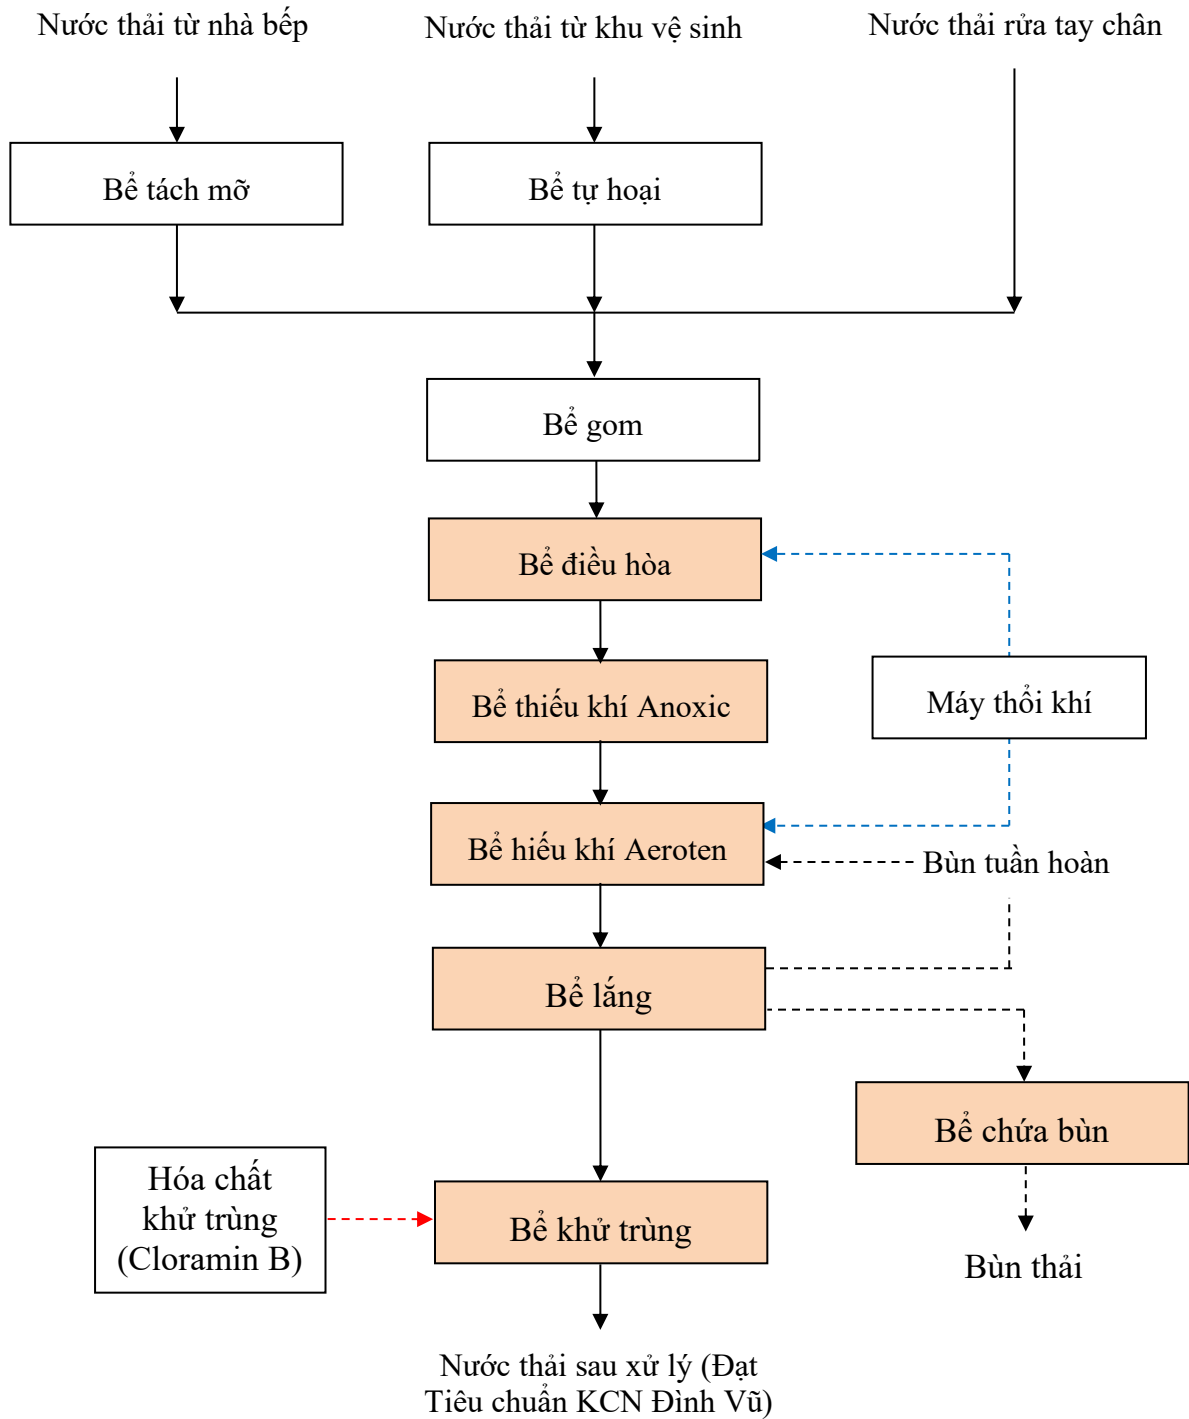 Nước thải từ nhà bếp
Nước thải từ khu vệ sinh
Nước thải rửa tay chân
Bể tách mỡ
Bể tự hoại
Bể gom
Bể điều hòa
Bể thiếu khí Anoxic
Máy thổi khí
Bể hiếu khí Aeroten
Bùn tuần hoàn
Bể lắng
Bể chứa bùn
Hóa chất
khử trùng
(Cloramin B)
Bể khử trùng
Bùn thải
Nước thải sau xử lý (Đạt
Tiêu chuẩn KCN Đình Vũ)